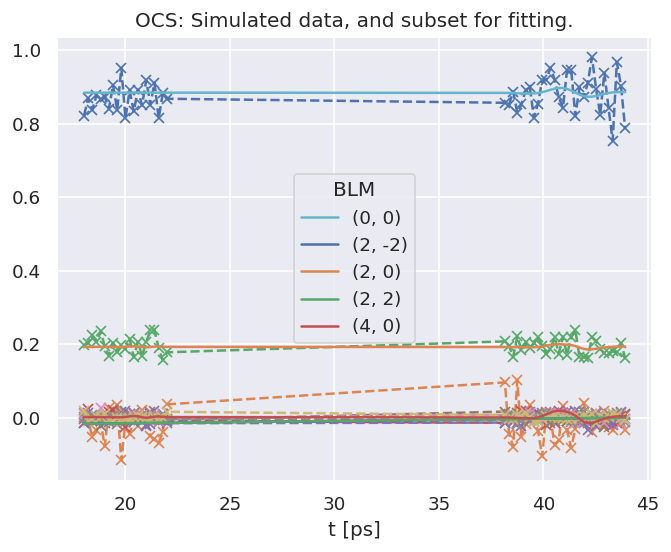 OCS: Simulated data, and subset for fitting.
1.0
0.8
0.6
0.4
0.2
0.0
BLM
(0, 0)
(2, -2)
(2, 0)
(2, 2)
(4, 0)
20 25 30 35 40 45
t [ps]